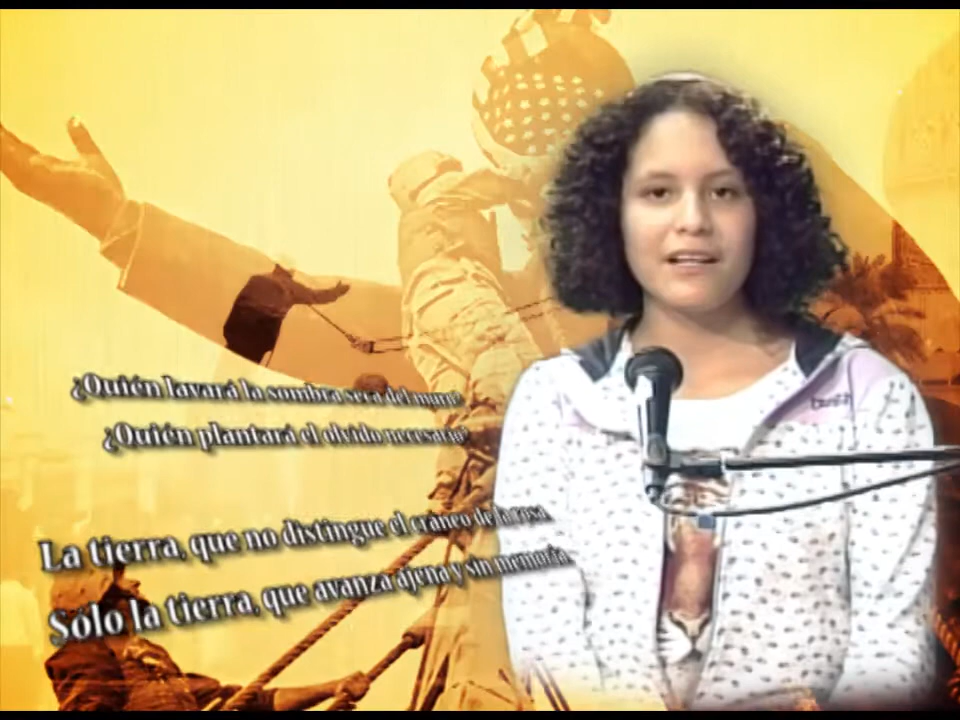 ¿Quién lavará la sombra seca del muro?
¿Quién plantará el olvido necesario?
La tierra, que no distingue el cráneo de la rosa.
Sólo la tierra, que avanza ajena y sin memoria.